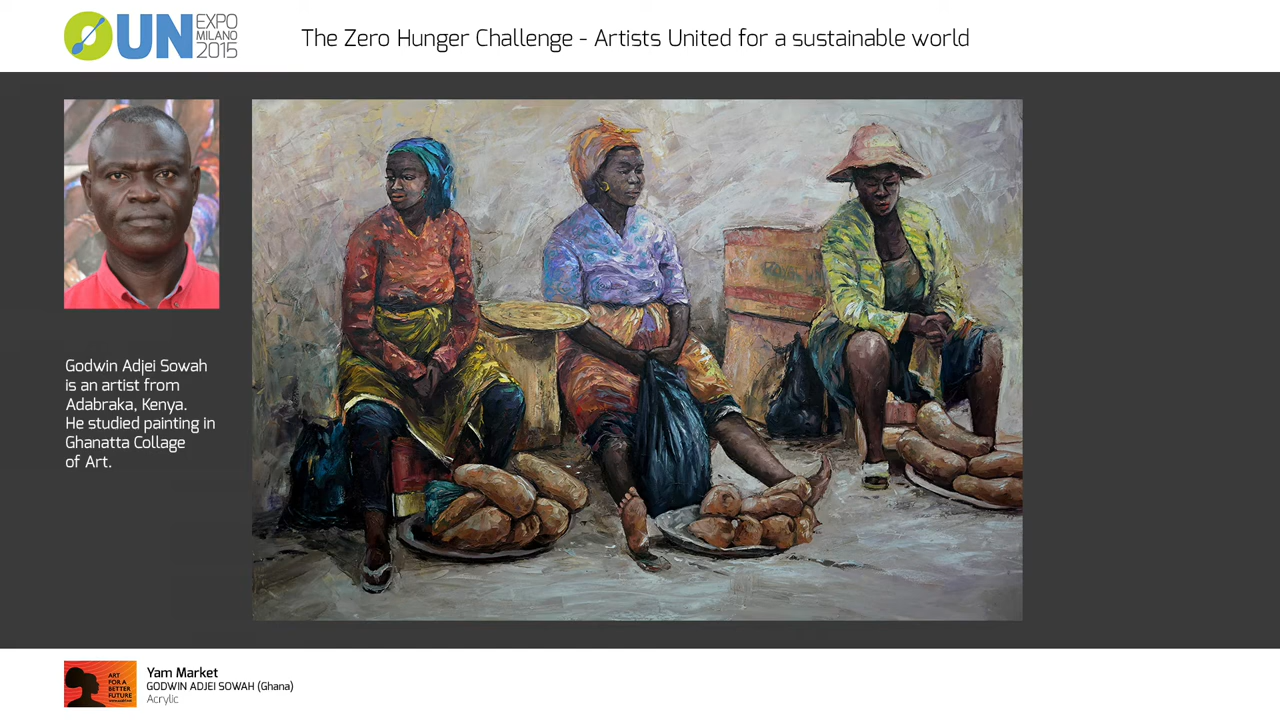 UN
EXPO
MILANO
2015
The Zero Hunger Challenge - Artists United for a sustainable world
Godwin Adjei Sowah
is an artist from
Adabraka, Kenya.
He studied painting in
Ghanatta Collage
of Art.
ART
FOR A
BETTER
FUTURE
Yam Market
GODWIN ADJEI SOWAH (Ghana)
Acrylic